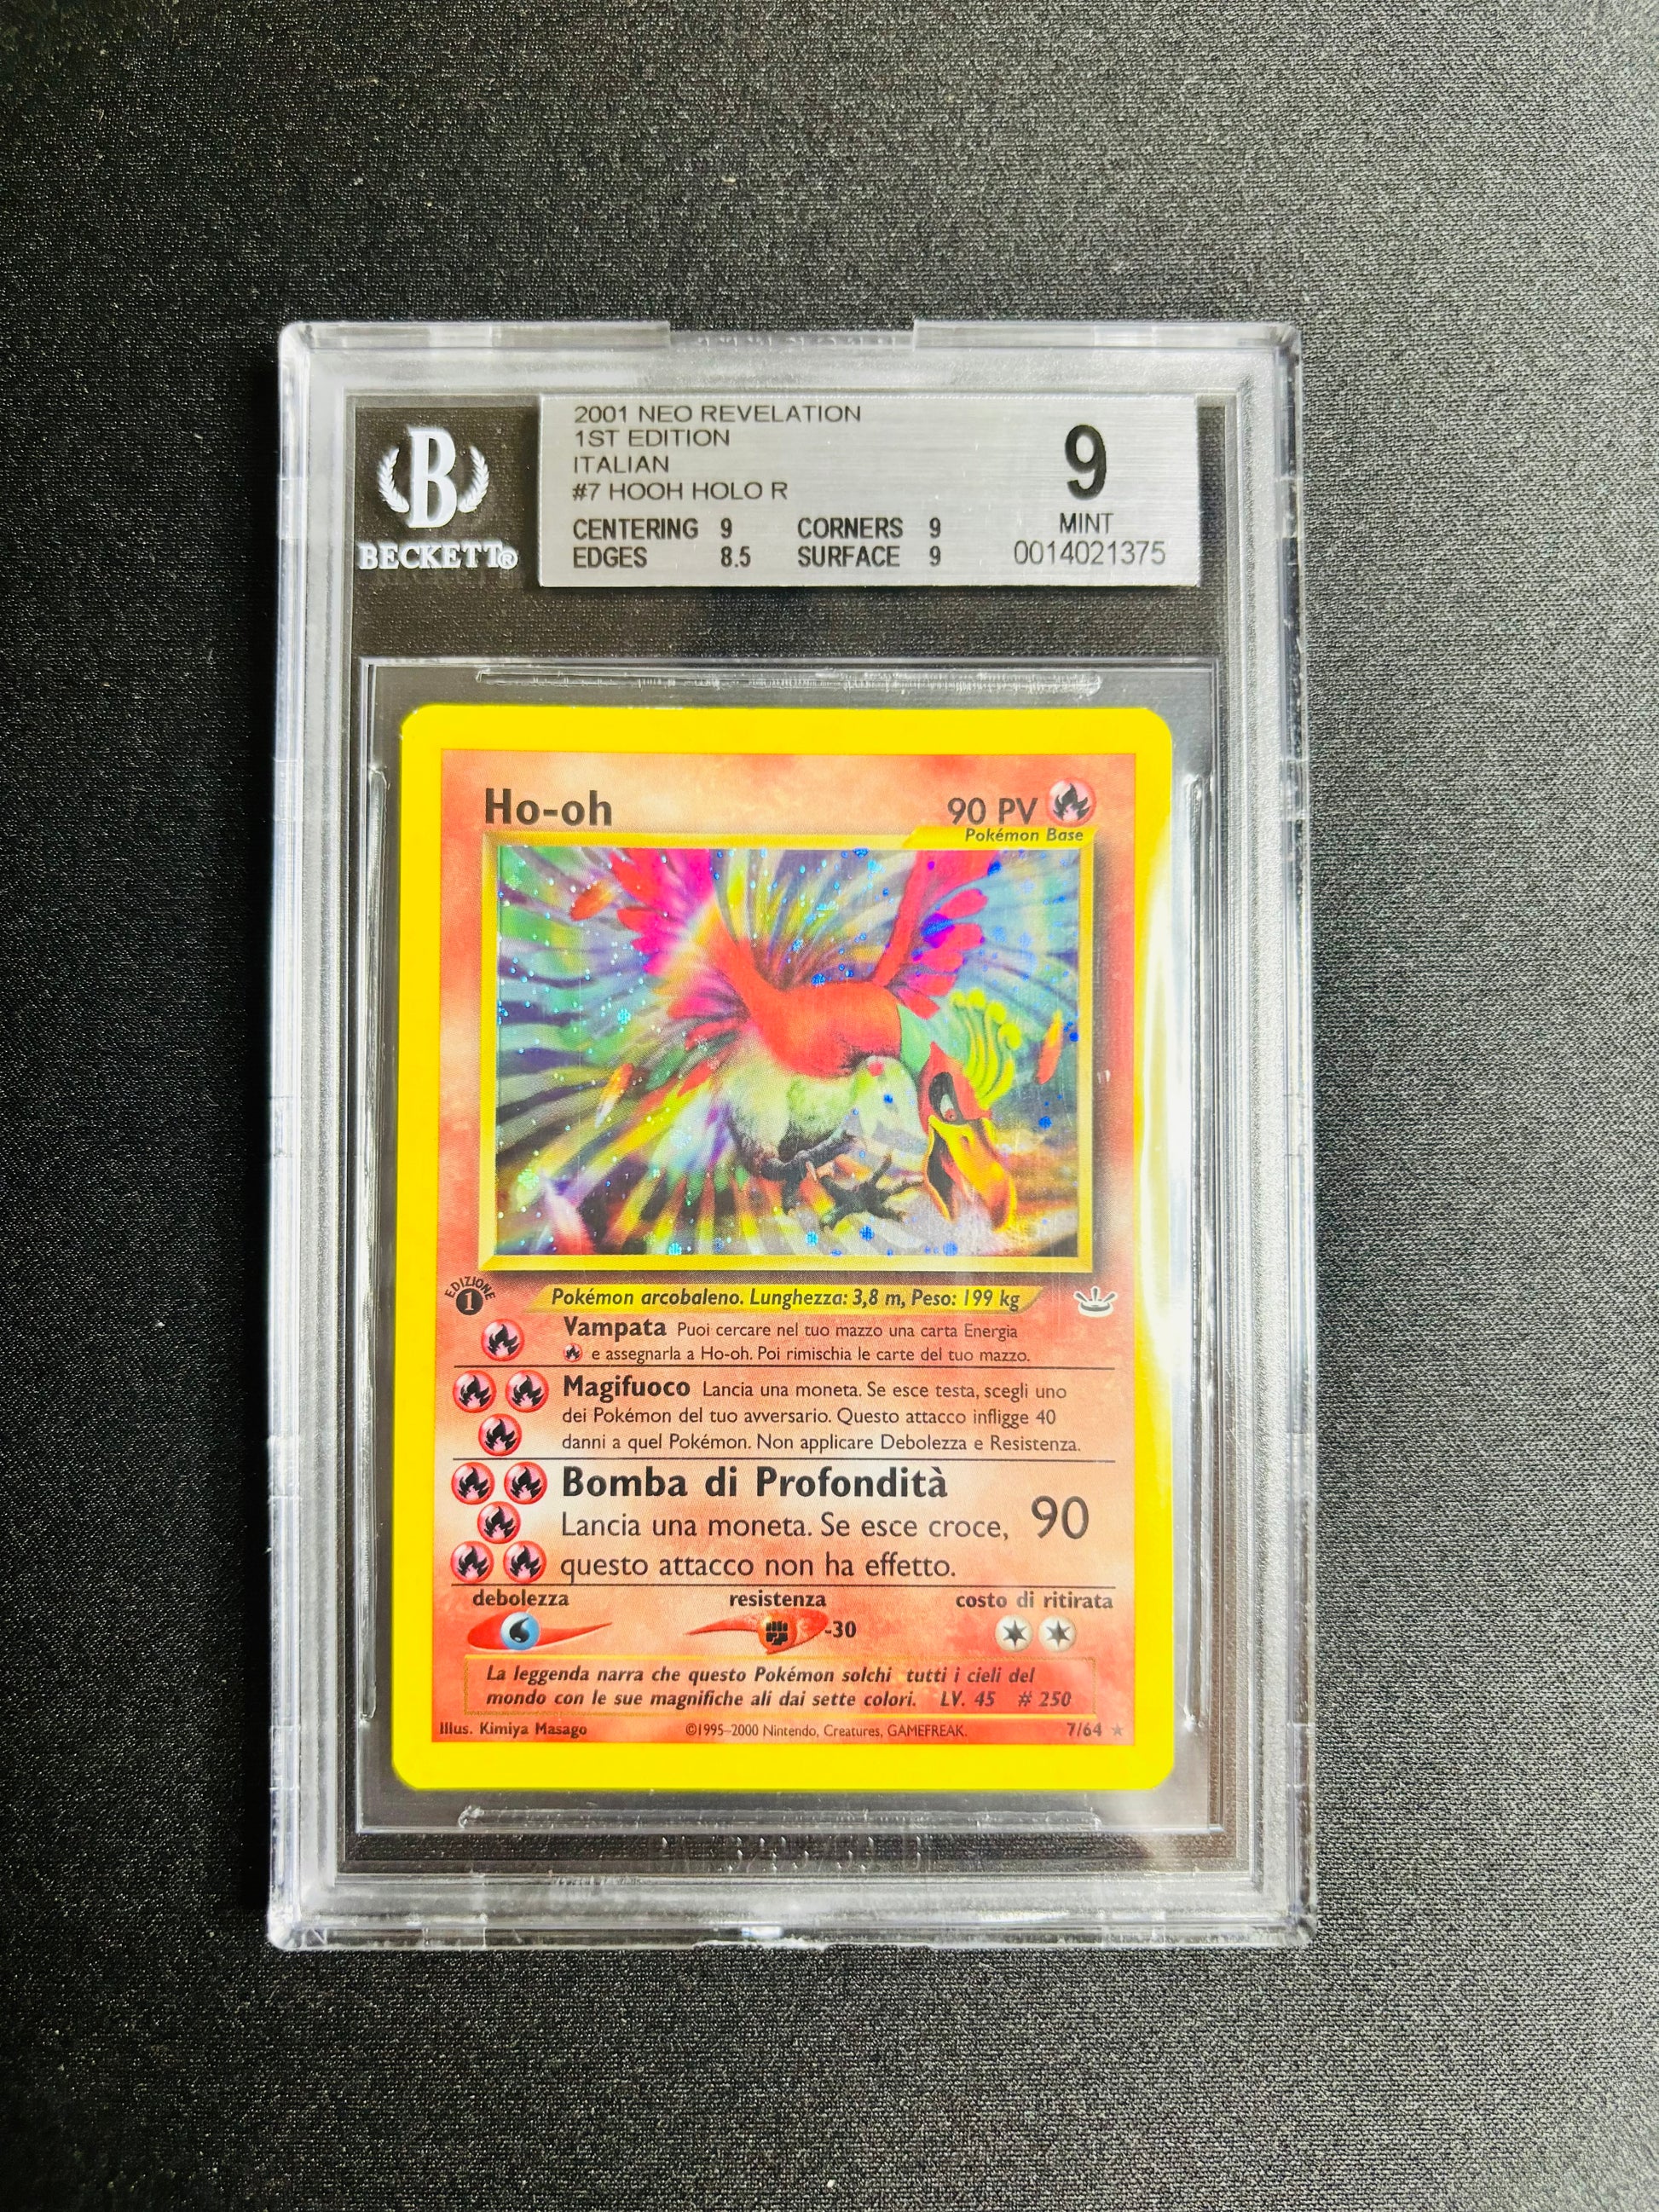 2001 NEO REVELATION
1ST EDITION
ITALIAN
#7 HOOH HOLO R
CENTERING 9 CORNERS 9
EDGES 8.5 SURFACE 9
9
MINT
0014021375
B
BECKETT®
Ho-oh 90 PV
Pokémon Base
EDIZIONE
1
Pokémon arcobaleno. Lunghezza: 3,8 m, Peso: 199 kg
Vampata Puoi cercare nel tuo mazzo una carta Energia
e assegnarla a Ho-oh. Poi rimischia le carte del tuo mazzo.
Magifuoco Lancia una moneta. Se esce testa, scegli uno
dei Pokémon del tuo avversario. Questo attacco infligge 40
danni a quel Pokémon. Non applicare Debolezza e Resistenza.
Bomba di Profondità
Lancia una moneta. Se esce croce, 90
questo attacco non ha effetto.
debolezza resistenza costo di ritirata
-30
La leggenda narra che questo Pokémon solchi tutti i cieli del
mondo con le sue magnifiche ali dai sette colori. LV. 45 # 250
Illus. Kimiya Masago ©1995-2000 Nintendo, Creatures, GAMEFREAK. 7/64 ★